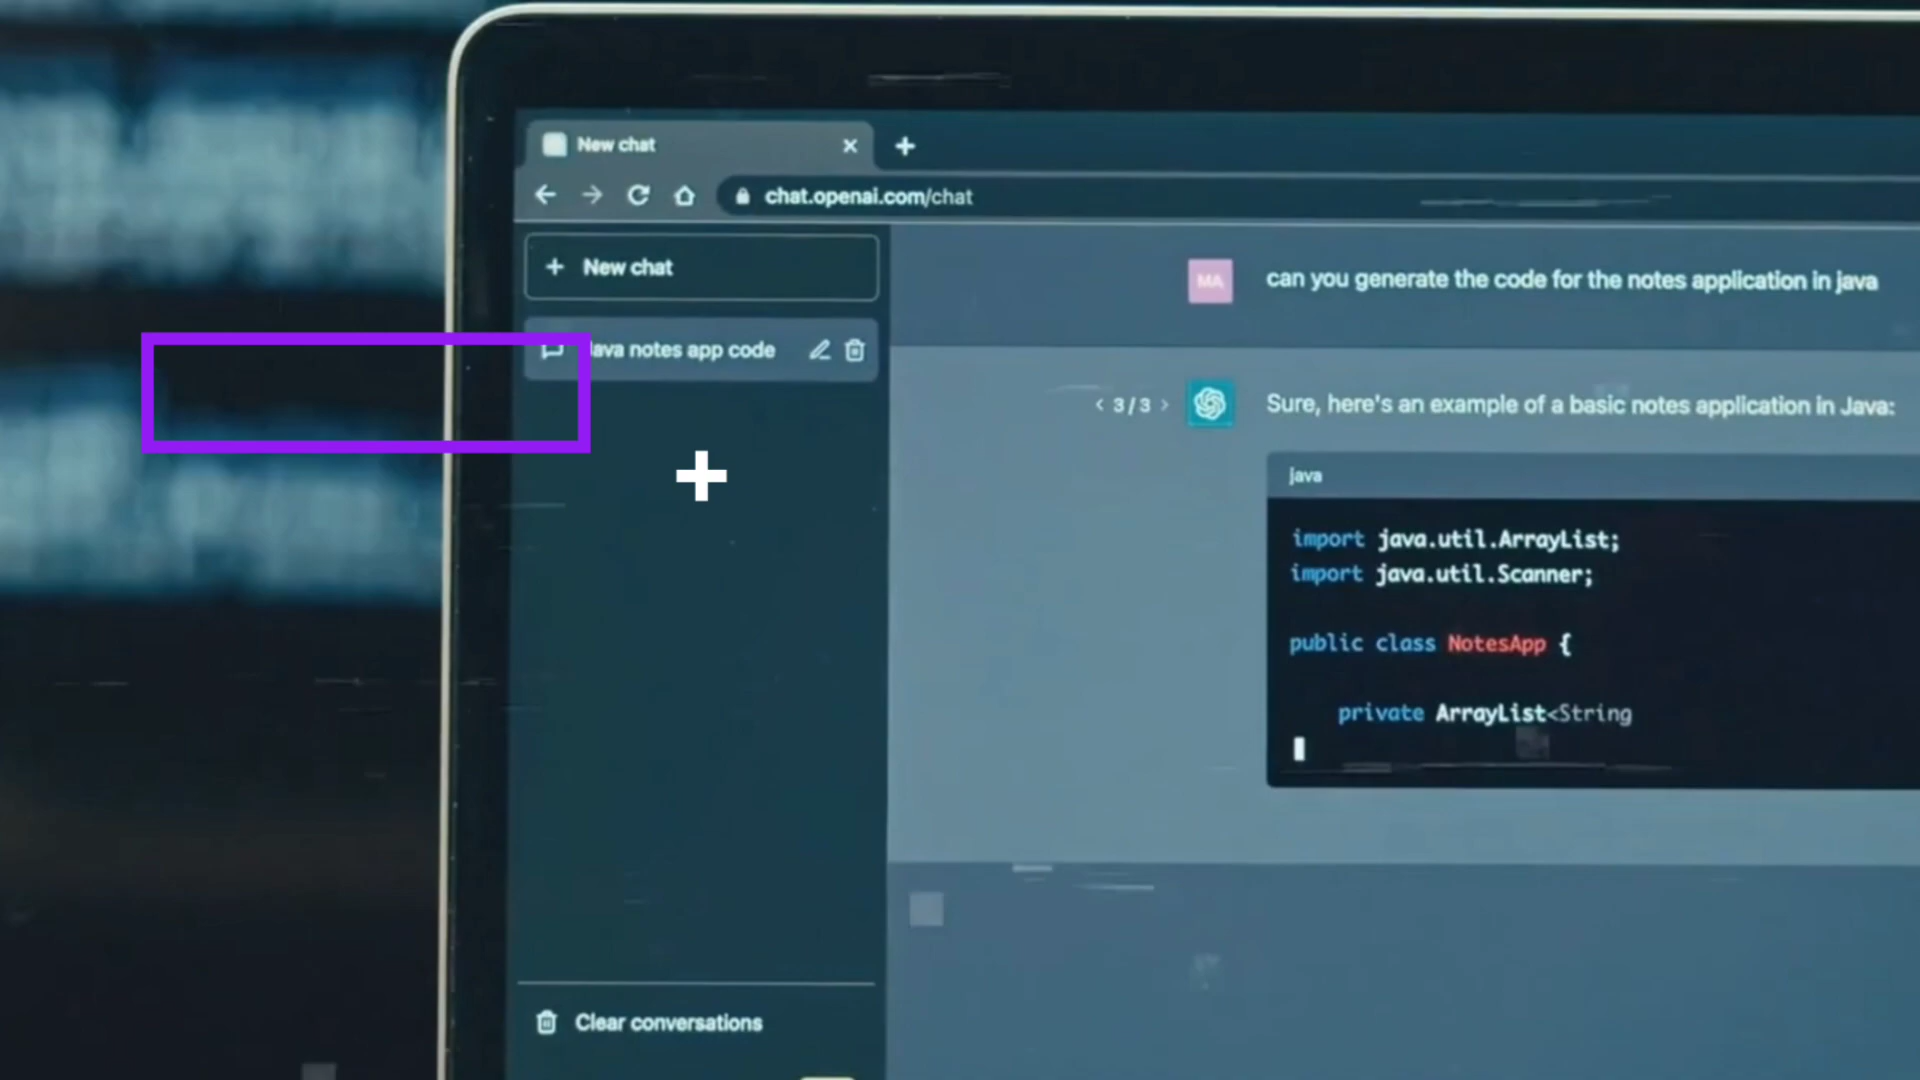 New chat
chat.openai.com/chat
New chat
Java notes app code
MA
can you generate the code for the notes application in java
< 3/3 >
Sure, here's an example of a basic notes application in Java:
java
import java.util.ArrayList;
import java.util.Scanner;
public class NotesApp {
private ArrayList<String
Clear conversations